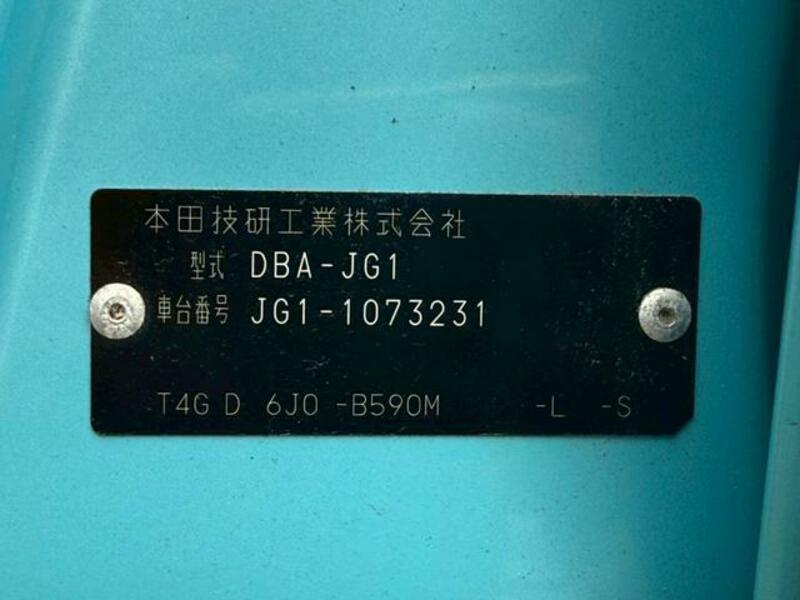 本田技研工業株式会社
型式 DBA-JG1
車台番号 JG1-1073231
T4G D 6J0 -B590M -L -S